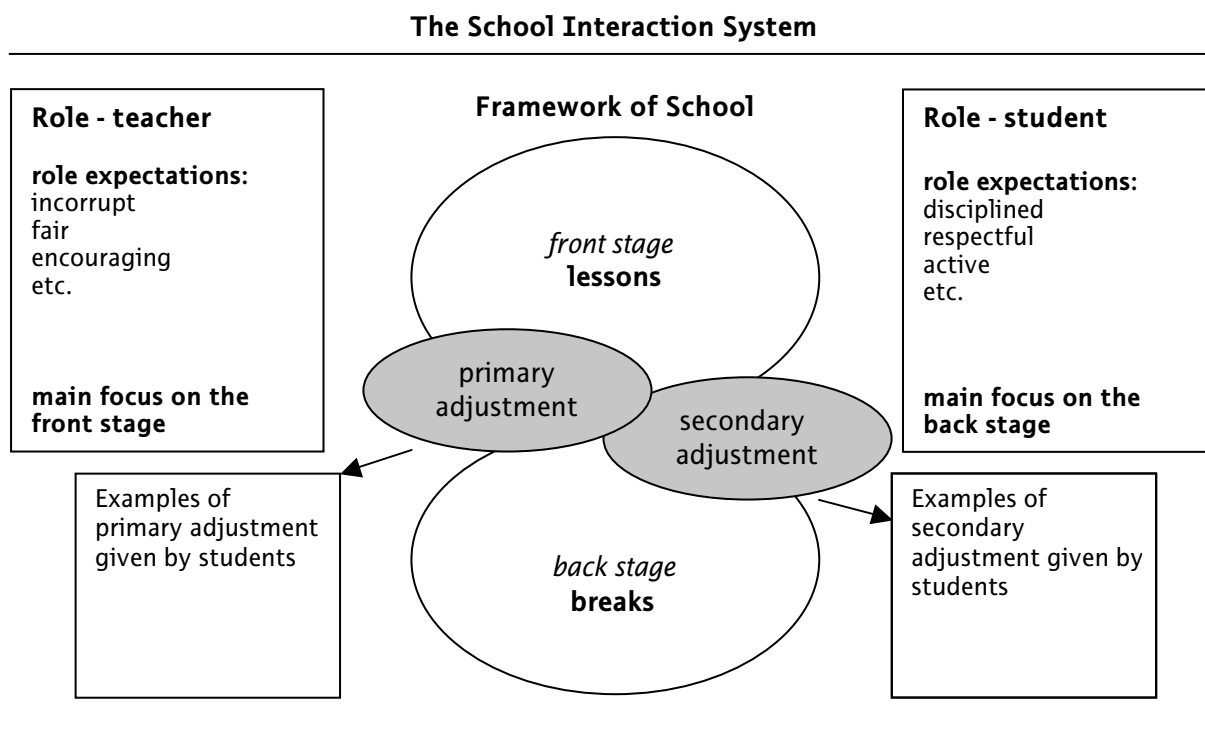 The School Interaction System
Role - teacher
role expectations:
incorrupt
fair
encouraging
etc.
main focus on the
front stage
Framework of School
front stage
lessons
primary
adjustment
secondary
adjustment
back stage
breaks
Role - student
role expectations:
disciplined
respectful
active
etc.
main focus on the
back stage
Examples of
primary adjustment
given by students
Examples of
secondary
adjustment given by
students